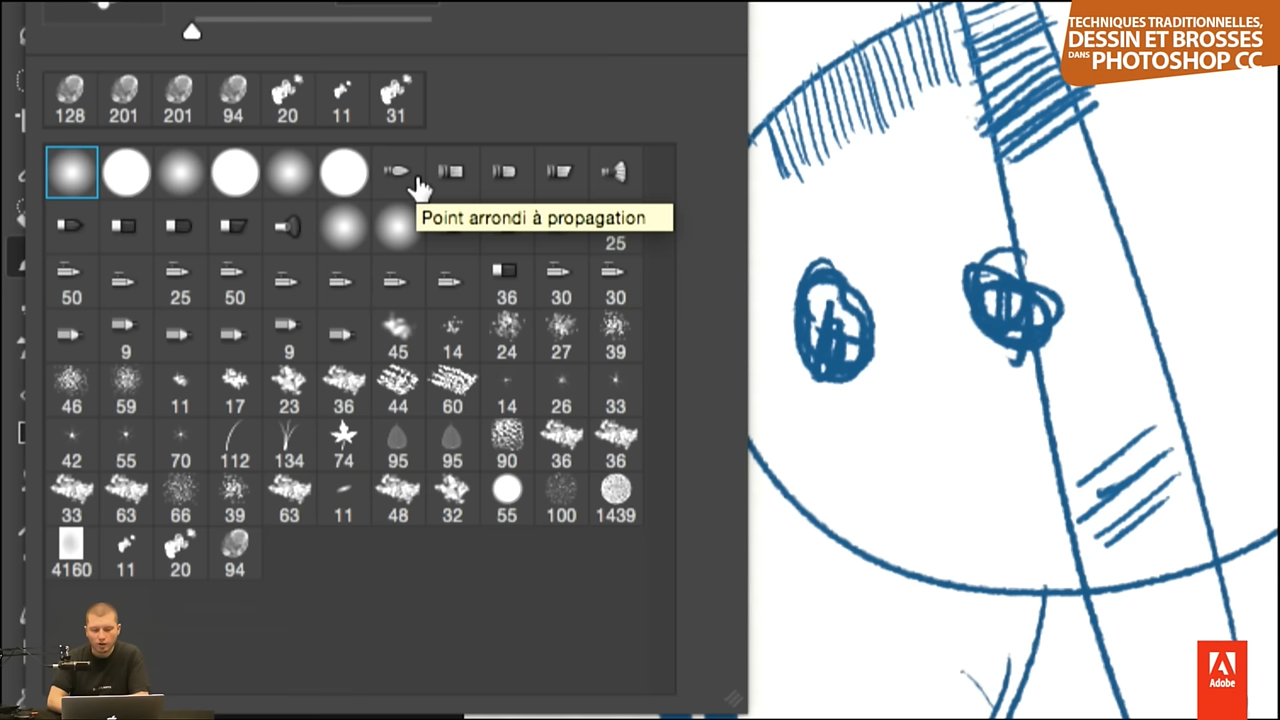 TECHNIQUES TRADITIONNELLES,
DESSIN ET BROSSES
DANS PHOTOSHOP CC
128 201 201 94 20 11 31
Point arrondi à propagation
25
50 25 50 36 30 30
9 9 45 14 24 27 39
46 59 11 17 23 36 44 60 14 26 33
42 55 70 112 134 74 95 95 90 36 36
33 63 66 39 63 11 48 32 55 100 1439
4160 11 20 94
Adobe